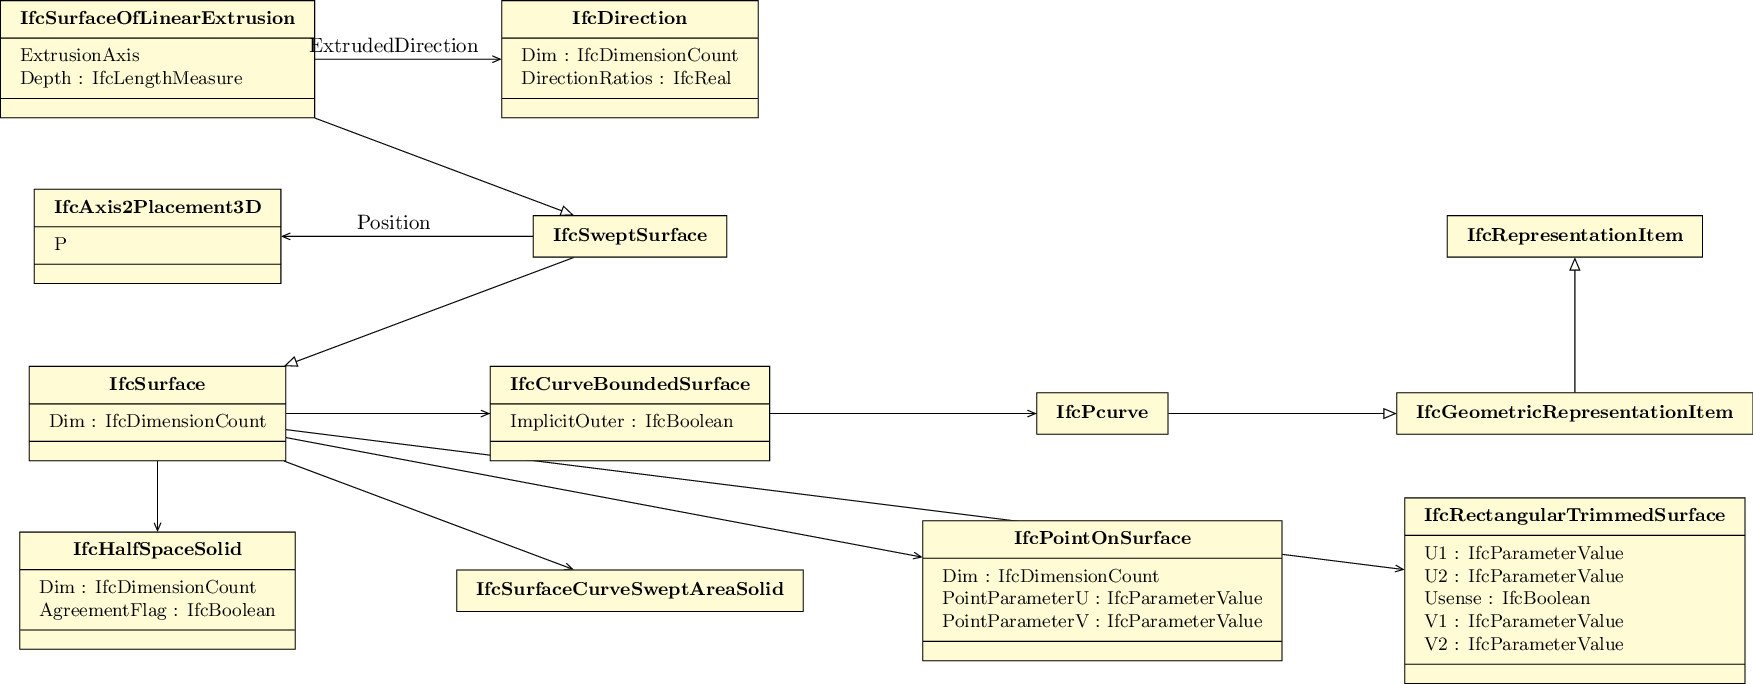 IfcSurfaceOfLinearExtrusion
ExtrusionAxis
Depth : IfcLengthMeasure
ExtrudedDirection
IfcDirection
Dim : IfcDimensionCount
DirectionRatios : IfcReal
IfcAxis2Placement3D
P
Position
IfcSweptSurface
IfcRepresentationItem
IfcSurface
Dim : IfcDimensionCount
IfcCurveBoundedSurface
ImplicitOuter : IfcBoolean
IfcPcurve
IfcGeometricRepresentationItem
IfcHalfSpaceSolid
Dim : IfcDimensionCount
AgreementFlag : IfcBoolean
IfcSurfaceCurveSweptAreaSolid
IfcPointOnSurface
Dim : IfcDimensionCount
PointParameterU : IfcParameterValue
PointParameterV : IfcParameterValue
IfcRectangularTrimmedSurface
U1 : IfcParameterValue
U2 : IfcParameterValue
Usense : IfcBoolean
V1 : IfcParameterValue
V2 : IfcParameterValue